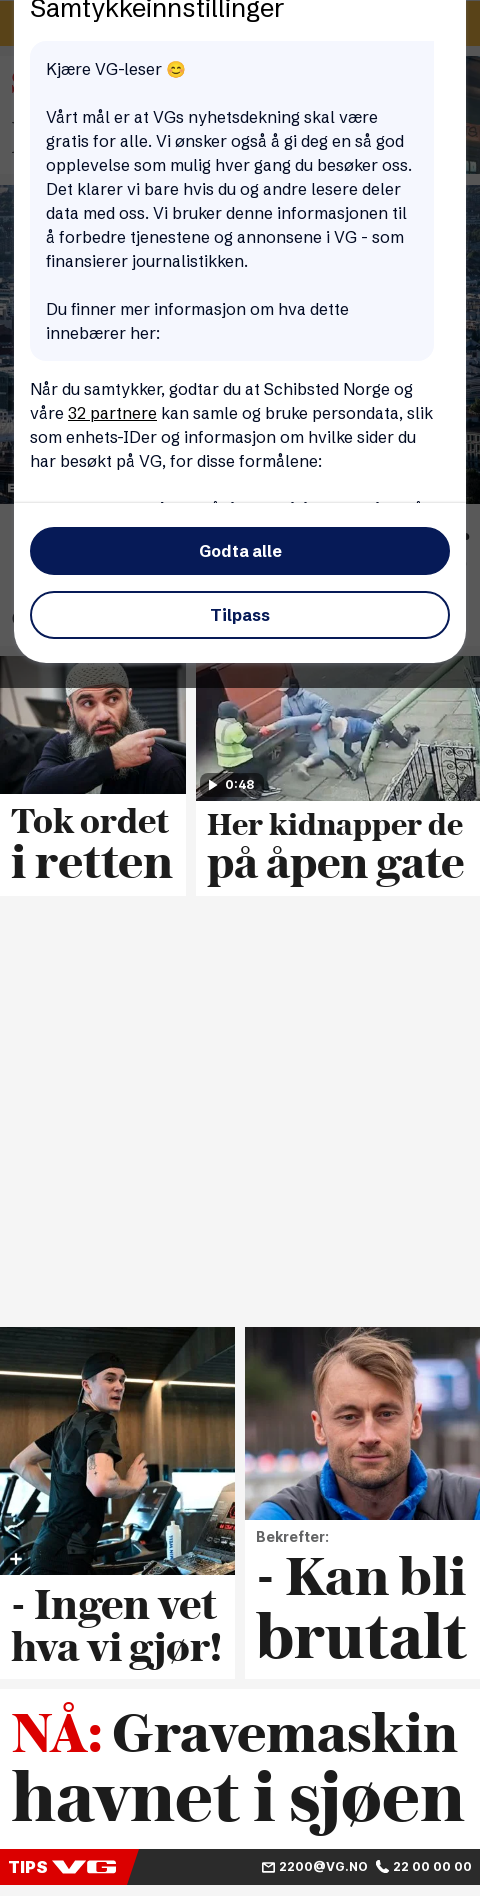 Samtykkeinnstillinger
Kjære VG-leser 😊
Vårt mål er at VGs nyhetsdekning skal være
gratis for alle. Vi ønsker også å gi deg en så god
opplevelse som mulig hver gang du besøker oss.
Det klarer vi bare hvis du og andre lesere deler
data med oss. Vi bruker denne informasjonen til
å forbedre tjenestene og annonsene i VG - som
finansierer journalistikken.
Du finner mer informasjon om hva dette
innebærer her:
Når du samtykker, godtar du at Schibsted Norge og
våre 32 partnere kan samle og bruke persondata, slik
som enhets-IDer og informasjon om hvilke sider du
har besøkt på VG, for disse formålene:
Godta alle
Tilpass
0:48
Tok ordet
i retten
Her kidnapper de
på åpen gate
- Ingen vet
hva vi gjør!
Bekrefter:
- Kan bli
brutalt
NÅ: Gravemaskin
havnet i sjøen
TIPS VG 2200@VG.NO 22 00 00 00